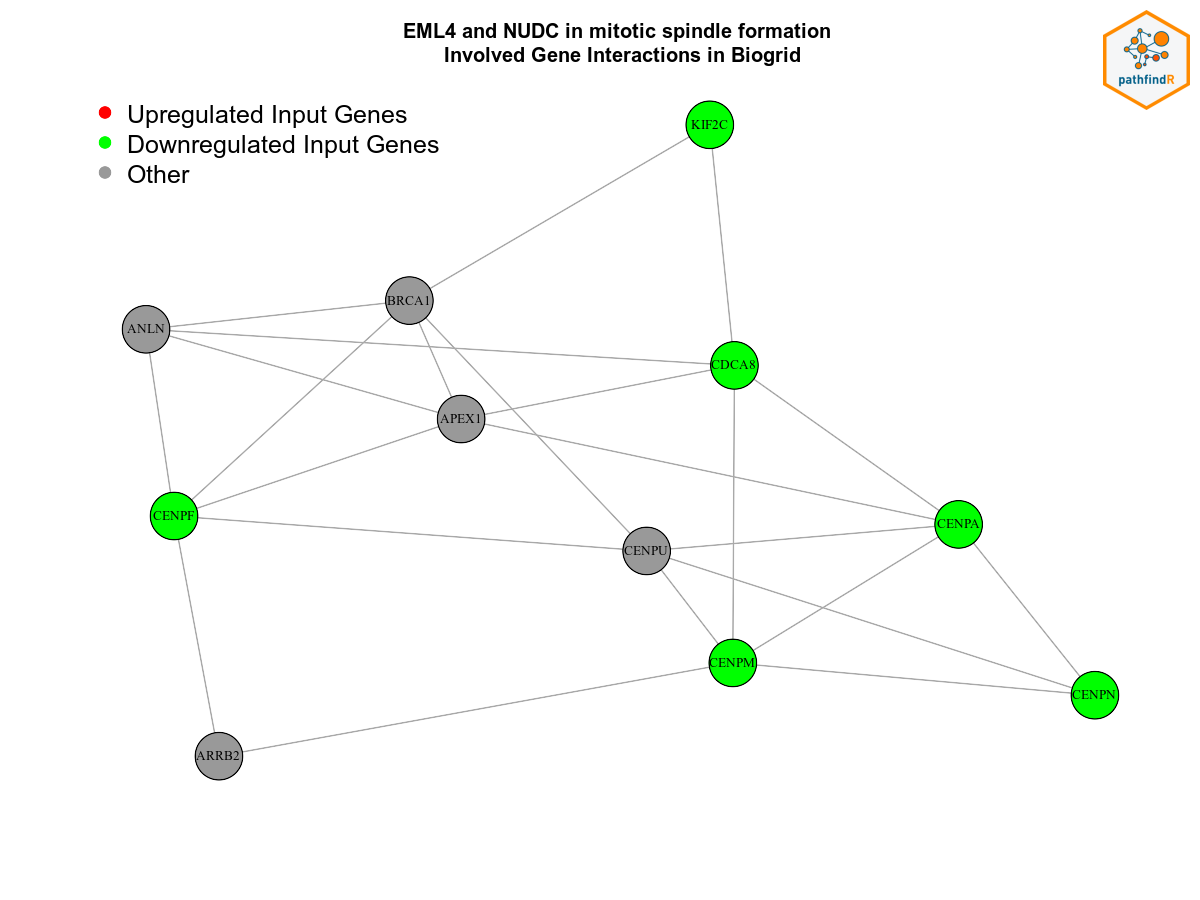 EML4 and NUDC in mitotic spindle formation
Involved Gene Interactions in Biogrid
pathfindR
Upregulated Input Genes
Downregulated Input Genes
Other
KIF2C
BRCA1
ANLN
CDCA8
APEX1
CENPF
CENPA
CENPU
CENPM
CENPN
ARRB2